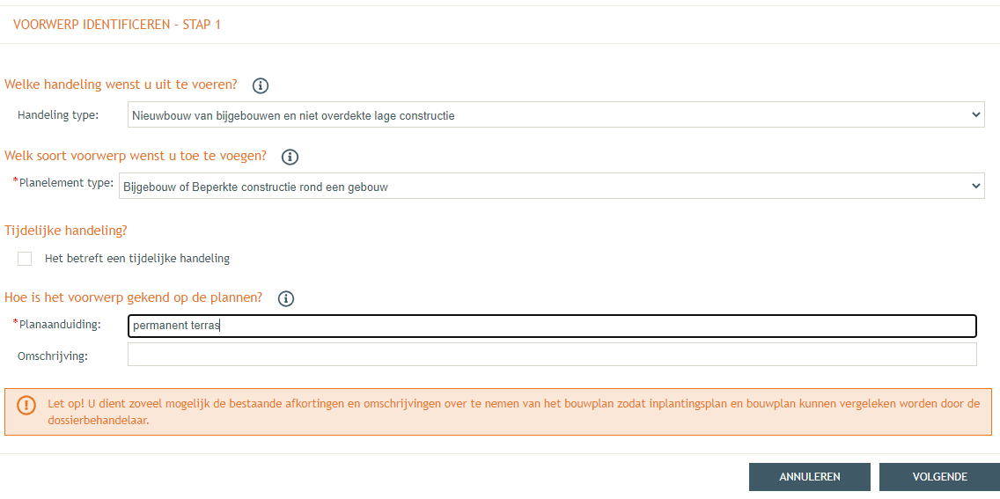 VOORWERP IDENTIFICEREN - STAP 1
Welke handeling wenst u uit te voeren?
Handeling type: Nieuwbouw van bijgebouwen en niet overdekte lage constructie
Welk soort voorwerp wenst u toe te voegen?
*Planelement type: Bijgebouw of Beperkte constructie rond een gebouw
Tijdelijke handeling?
Het betreft een tijdelijke handeling
Hoe is het voorwerp gekend op de plannen?
*Planaanduiding: permanent terras
Omschrijving:
Let op! U dient zoveel mogelijk de bestaande afkortingen en omschrijvingen over te nemen van het bouwplan zodat inplantingsplan en bouwplan kunnen vergeleken worden door de
dossierbehandelaar.
ANNULEREN VOLGENDE